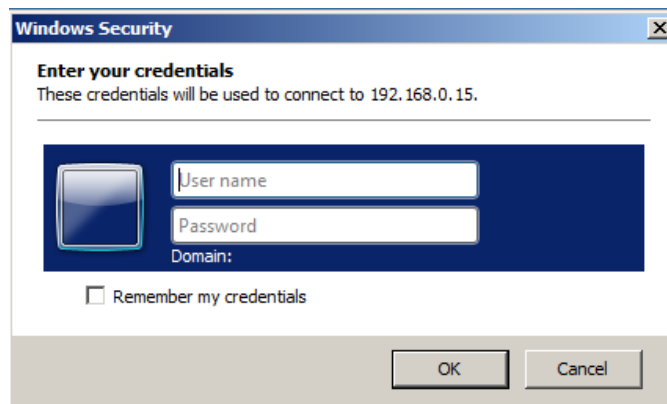 Windows Security
Enter your credentials
These credentials will be used to connect to 192.168.0.15.
User name
Password
Domain:
Remember my credentials
OK
Cancel